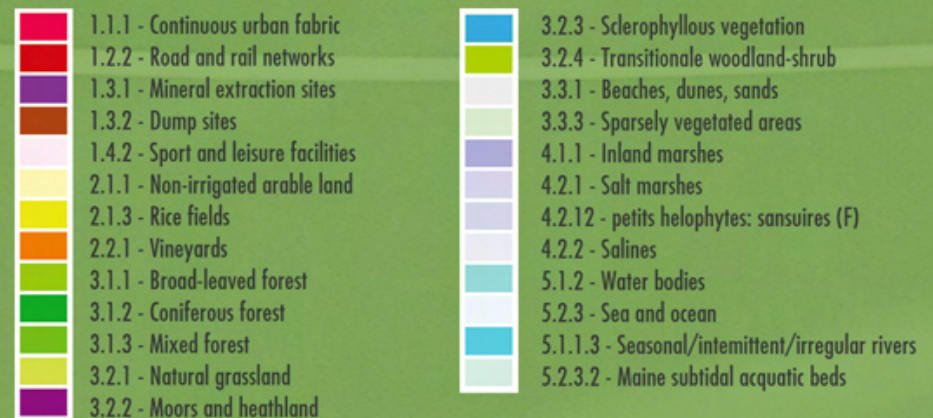 1.1.1 - Continuous urban fabric
1.2.2 - Road and rail networks
1.3.1 - Mineral extraction sites
1.3.2 - Dump sites
1.4.2 - Sport and leisure facilities
2.1.1 - Non-irrigated arable land
2.1.3 - Rice fields
2.2.1 - Vineyards
3.1.1 - Broad-leaved forest
3.1.2 - Coniferous forest
3.1.3 - Mixed forest
3.2.1 - Natural grassland
3.2.2 - Moors and heathland
3.2.3 - Sclerophyllous vegetation
3.2.4 - Transitionale woodland-shrub
3.3.1 - Beaches, dunes, sands
3.3.3 - Sparsely vegetated areas
4.1.1 - Inland marshes
4.2.1 - Salt marshes
4.2.12 - petits helophytes: sansuires (F)
4.2.2 - Salines
5.1.2 - Water bodies
5.2.3 - Sea and ocean
5.1.1.3 - Seasonal/intemittent/irregular rivers
5.2.3.2 - Maine subtidal acquatic beds